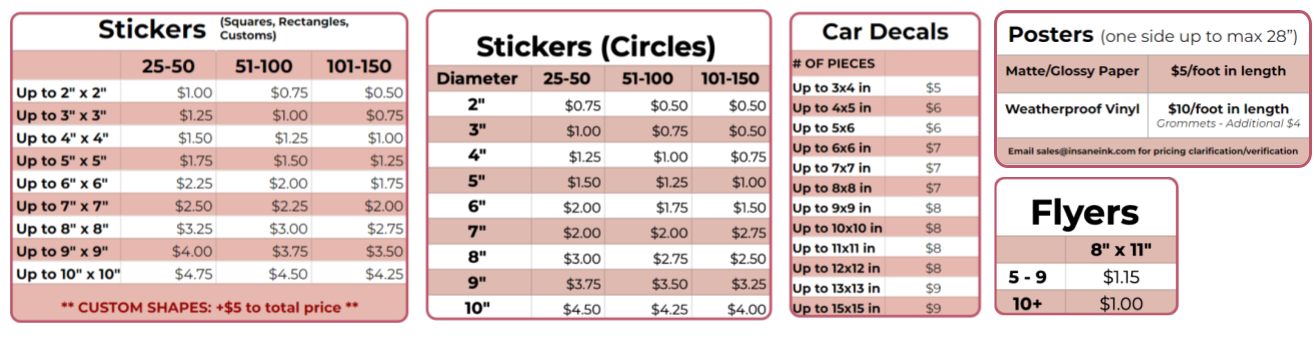 Stickers (Squares, Rectangles,
Customs)
25-50 51-100 101-150
Up to 2" x 2" $1.00 $0.75 $0.50
Up to 3" x 3" $1.25 $1.00 $0.75
Up to 4" x 4" $1.50 $1.25 $1.00
Up to 5" x 5" $1.75 $1.50 $1.25
Up to 6" x 6" $2.25 $2.00 $1.75
Up to 7" x 7" $2.50 $2.25 $2.00
Up to 8" x 8" $3.25 $3.00 $2.75
Up to 9" x 9" $4.00 $3.75 $3.50
Up to 10" x 10" $4.75 $4.50 $4.25
** CUSTOM SHAPES: +$5 to total price **
Stickers (Circles)
Diameter 25-50 51-100 101-150
2" $0.75 $0.50 $0.50
3" $1.00 $0.75 $0.50
4" $1.25 $1.00 $0.75
5" $1.50 $1.25 $1.00
6" $2.00 $1.75 $1.50
7" $2.00 $2.00 $2.75
8" $3.00 $2.75 $2.50
9" $3.75 $3.50 $3.25
10" $4.50 $4.25 $4.00
Car Decals
# OF PIECES
Up to 3x4 in $5
Up to 4x5 in $6
Up to 5x6 $6
Up to 6x6 in $7
Up to 7x7 in $7
Up to 8x8 in $7
Up to 9x9 in $8
Up to 10x10 in $8
Up to 11x11 in $8
Up to 12x12 in $8
Up to 13x13 in $9
Up to 15x15 in $9
Posters (one side up to max 28")
Matte/Glossy Paper $5/foot in length
Weatherproof Vinyl $10/foot in length
Grommets - Additional $4
Email sales@insaneink.com for pricing clarification/verification
Flyers
8" x 11"
5 - 9 $1.15
10+ $1.00